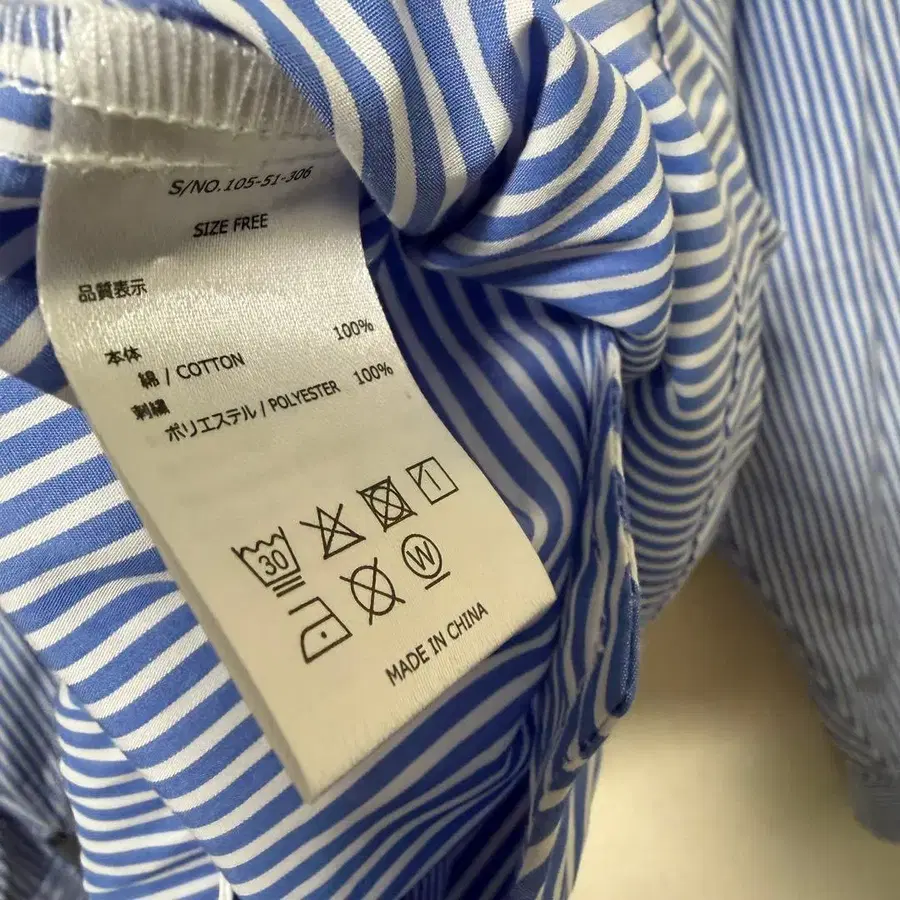 S/NO.105-51-306
SIZE FREE
品質表示
本体
綿 / COTTON 100%
刺繍
ポリエステル / POLYESTER 100%
30
W
MADE IN CHINA